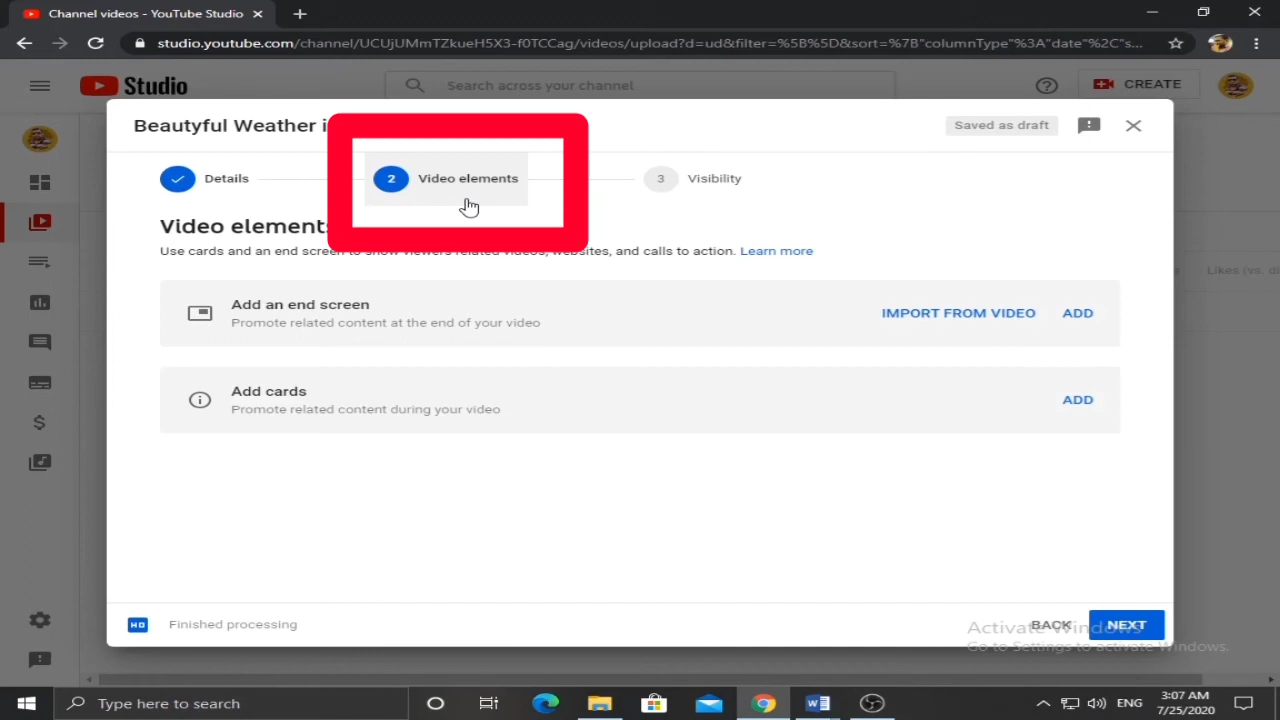 Channel videos - YouTube Studio
studio.youtube.com/channel/UCUjUMmTZkueH5X3-f0TCCag/videos/upload?d=ud&filter=%5B%5D&sort=%7B"columnType"%3A"date"%2C"s...
Studio
Search across your channel
CREATE
Beautyful Weather i
Saved as draft
Details
2
Video elements
3
Visibility
Video elements
Use cards and an end screen to show viewers related videos, websites, and calls to action. Learn more
Likes (vs. di
Add an end screen
Promote related content at the end of your video
IMPORT FROM VIDEO
ADD
Add cards
Promote related content during your video
ADD
HD
Finished processing
BACK
NEXT
Activate Windows
Go to Settings to activate Windows.
Type here to search
ENG
3:07 AM
7/25/2020